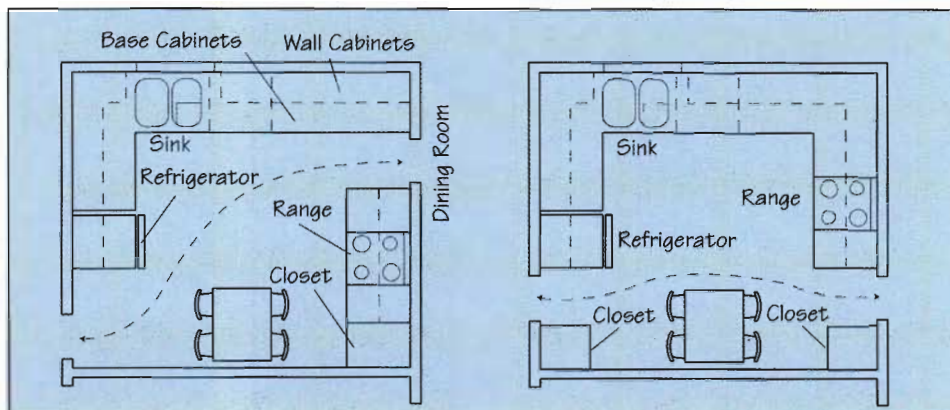 Base Cabinets
Wall Cabinets
Sink
Refrigerator
Range
Closet
Dining Room
Sink
Range
Refrigerator
Closet
Closet